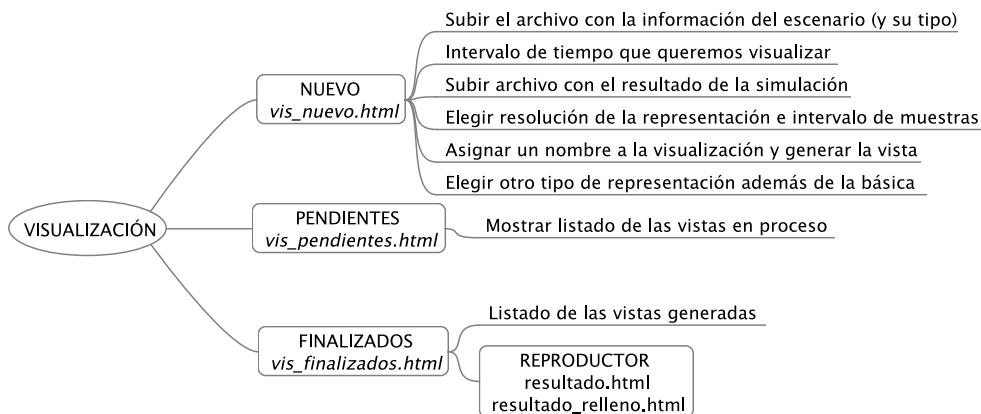 Subir el archivo con la información del escenario (y su tipo)
Intervalo de tiempo que queremos visualizar
Subir archivo con el resultado de la simulación
Elegir resolución de la representación e intervalo de muestras
Asignar un nombre a la visualización y generar la vista
Elegir otro tipo de representación además de la básica
NUEVO
vis_nuevo.html
VISUALIZACIÓN
PENDIENTES
vis_pendientes.html
Mostrar listado de las vistas en proceso
FINALIZADOS
vis_finalizados.html
Listado de las vistas generadas
REPRODUCTOR
resultado.html
resultado_relleno.html